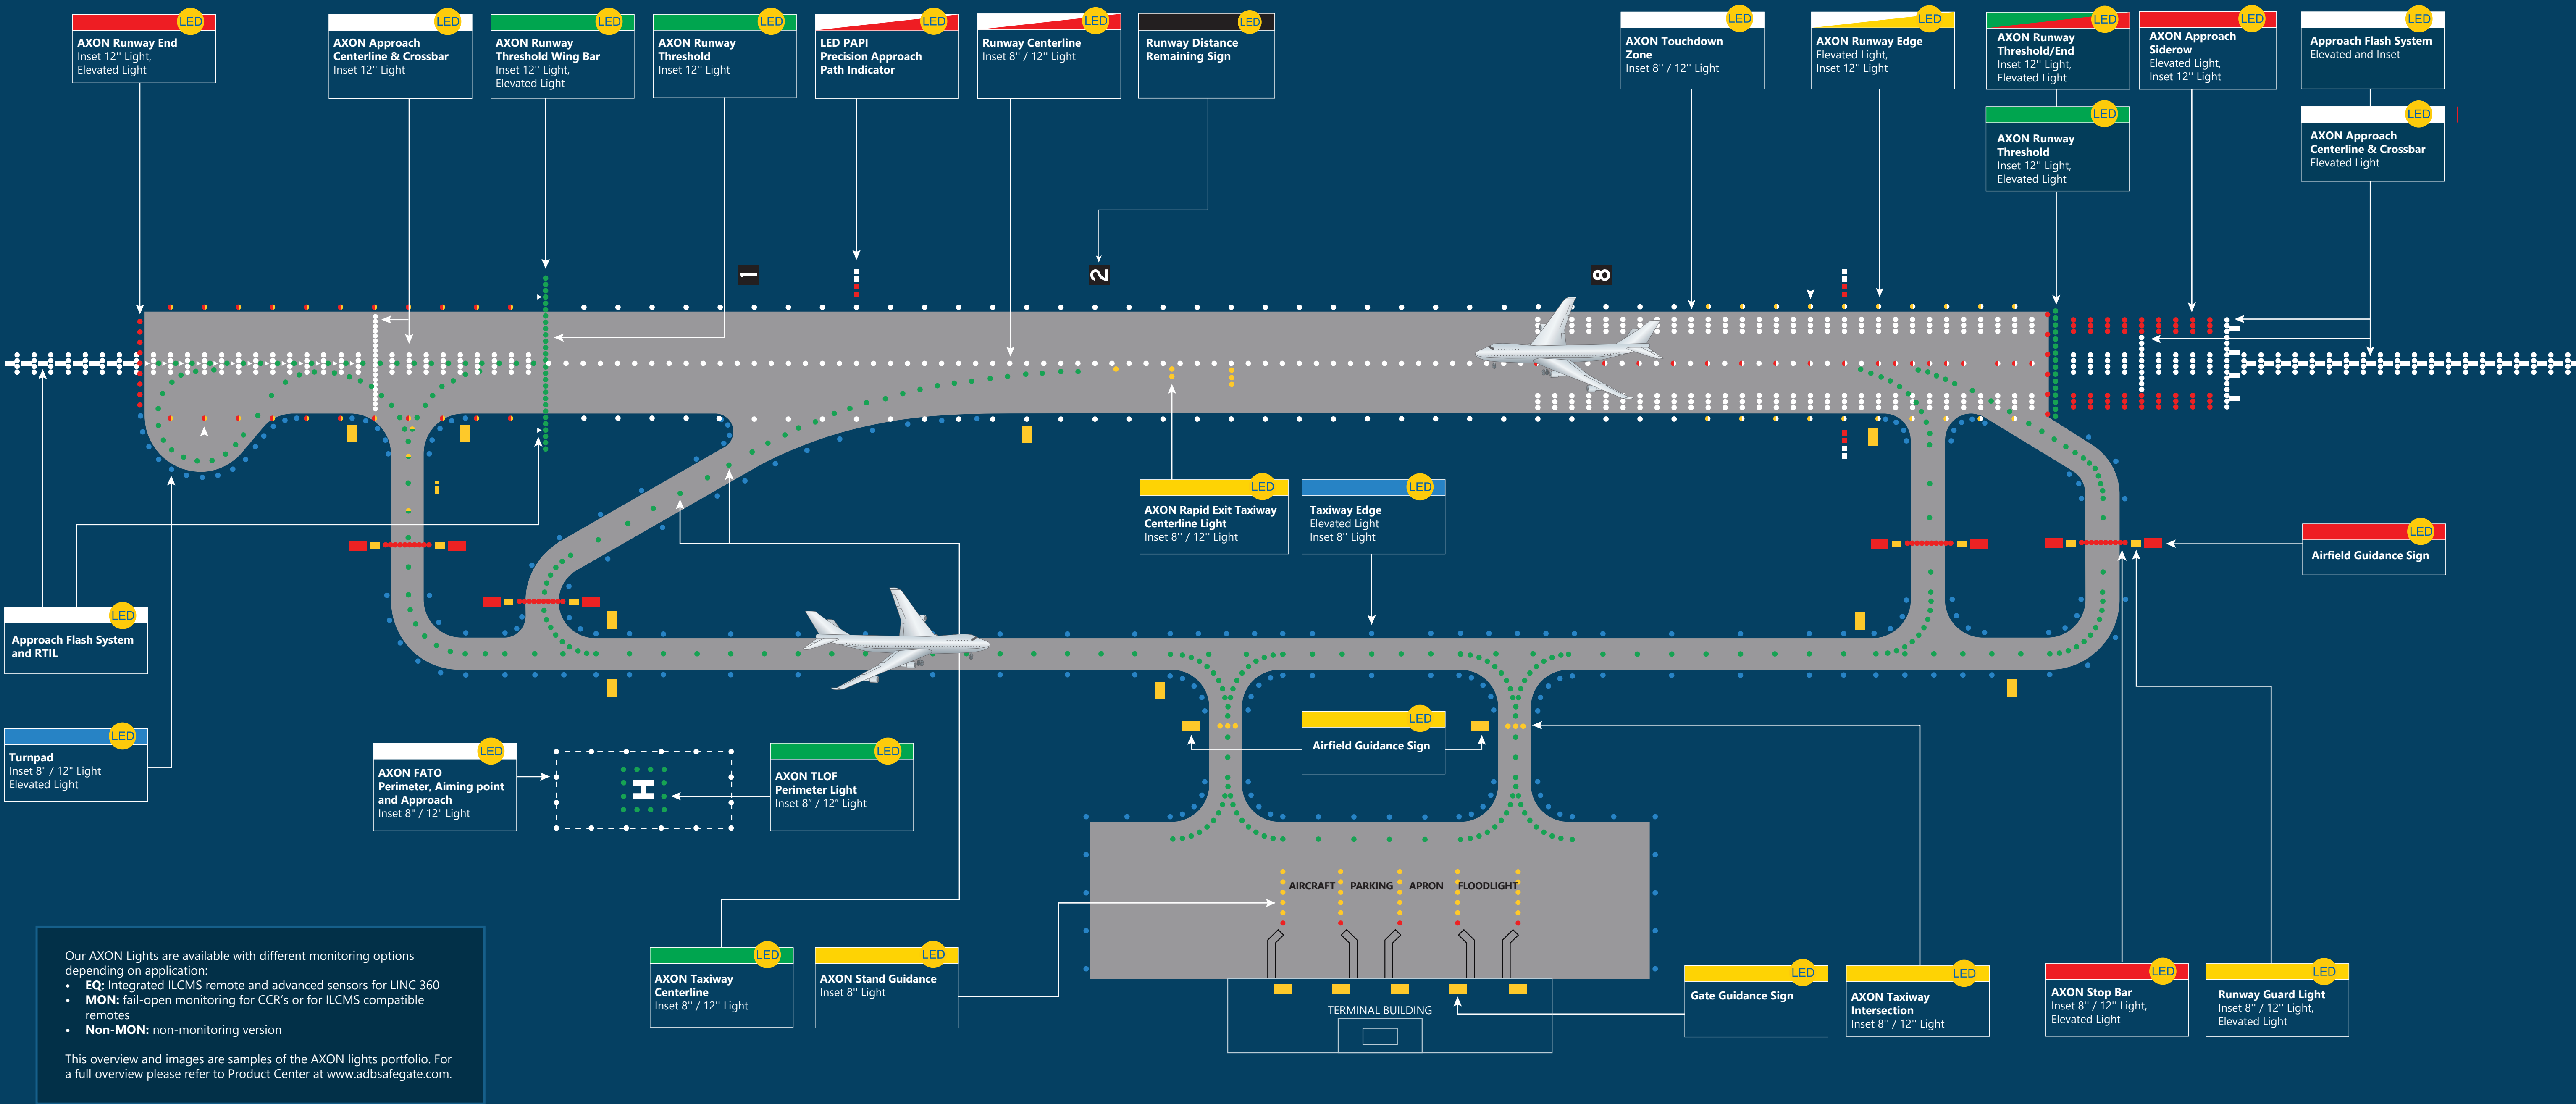 LED
AXON Runway End
Inset 12'' Light,
Elevated Light
LED
AXON Approach
Centerline & Crossbar
Inset 12'' Light
LED
AXON Runway
Threshold Wing Bar
Inset 12'' Light,
Elevated Light
LED
AXON Runway
Threshold
Inset 12'' Light
LED
LED PAPI
Precision Approach
Path Indicator
LED
Runway Centerline
Inset 8'' / 12'' Light
LED
Runway Distance
Remaining Sign
LED
AXON Touchdown
Zone
Inset 8'' / 12'' Light
LED
AXON Runway Edge
Elevated Light,
Inset 12'' Light
LED
AXON Runway
Threshold/End
Inset 12'' Light,
Elevated Light
LED
AXON Approach
Siderow
Elevated Light,
Inset 12'' Light
LED
Approach Flash System
Elevated and Inset
LED
AXON Runway
Threshold
Inset 12'' Light,
Elevated Light
LED
AXON Approach
Centerline & Crossbar
Elevated Light
1
2
8
i
LED
AXON Rapid Exit Taxiway
Centerline Light
Inset 8'' / 12'' Light
LED
Taxiway Edge
Elevated Light
Inset 8'' Light
LED
Airfield Guidance Sign
LED
Approach Flash System
and RTIL
LED
Turnpad
Inset 8" / 12" Light
Elevated Light
LED
AXON FATO
Perimeter, Aiming point
and Approach
Inset 8" / 12" Light
H
LED
AXON TLOF
Perimeter Light
Inset 8" / 12" Light
LED
Airfield Guidance Sign
AIRCRAFT PARKING APRON FLOODLIGHT
TERMINAL BUILDING
LED
AXON Taxiway
Centerline
Inset 8'' / 12'' Light
LED
AXON Stand Guidance
Inset 8'' Light
LED
Gate Guidance Sign
LED
AXON Taxiway
Intersection
Inset 8'' / 12'' Light
LED
AXON Stop Bar
Inset 8'' / 12'' Light,
Elevated Light
LED
Runway Guard Light
Inset 8'' / 12'' Light,
Elevated Light
Our AXON Lights are available with different monitoring options
depending on application:
• EQ: Integrated ILCMS remote and advanced sensors for LINC 360
• MON: fail-open monitoring for CCR's or for ILCMS compatible
remotes
• Non-MON: non-monitoring version
This overview and images are samples of the AXON lights portfolio. For
a full overview please refer to Product Center at www.adbsafegate.com.